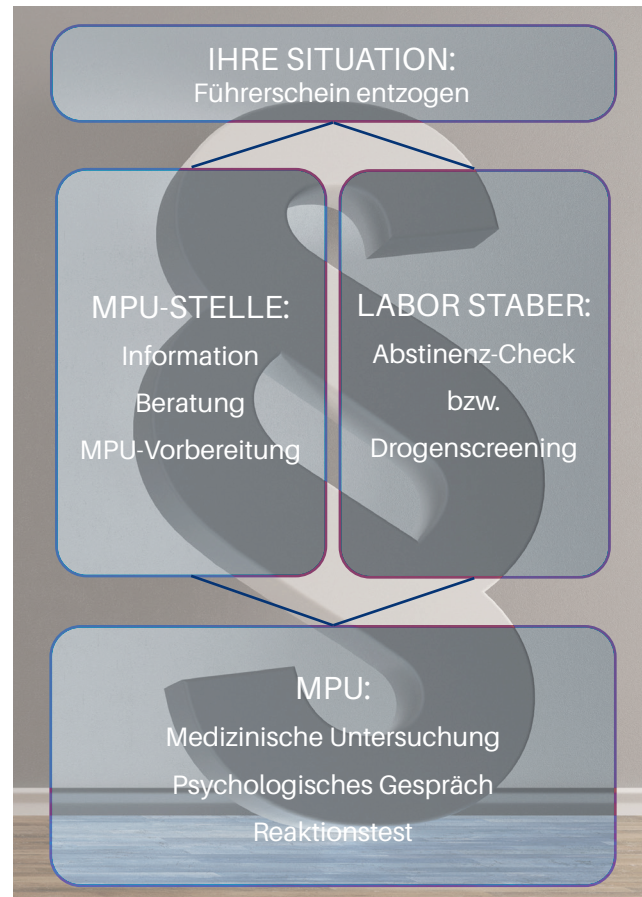 IHRE SITUATION:
Führerschein entzogen
MPU-STELLE:
Information
Beratung
MPU-Vorbereitung
LABOR STABER:
Abstinenz-Check
bzw.
Drogenscreening
MPU:
Medizinische Untersuchung
Psychologisches Gespräch
Reaktionstest